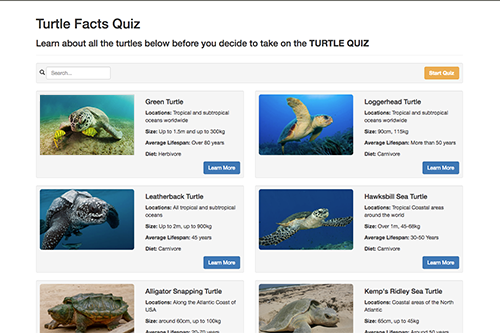 Turtle Facts Quiz
Learn about all the turtles below before you decide to take on the TURTLE QUIZ
Search...
Start Quiz
Green Turtle
Locations: Tropical and subtropical
oceans worldwide
Size: Up to 1.5m and up to 300kg
Average Lifespan: Over 80 years
Diet: Herbivore
Learn More
Loggerhead Turtle
Locations: Tropical and subtropical
oceans worldwide
Size: 90cm, 115kg
Average Lifespan: More than 50 years
Diet: Carnivore
Learn More
Leatherback Turtle
Locations: All tropical and subtropical
oceans
Size: Up to 2m, up to 900kg
Average Lifespan: 45 years
Diet: Carnivore
Learn More
Hawksbill Sea Turtle
Locations: Tropical Coastal areas
around the world
Size: Over 1m, 45-68kg
Average Lifespan: 30-50 Years
Diet: Carnivore
Learn More
Alligator Snapping Turtle
Locations: Along the Atlantic Coast of
USA
Size: around 60cm, up to 100kg
Average Lifespan: 20-70 years
Kemp's Ridley Sea Turtle
Locations: Coastal areas of the North
Atlantic
Size: 65cm, up to 45kg
Average Lifespan: